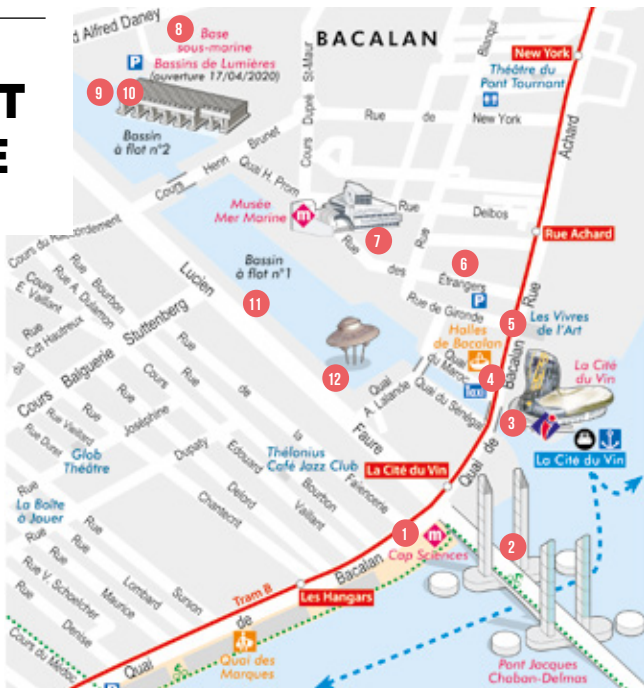 T
E
d Alfred Daney
8
Base
sous-marine
Bassins de Lumières
(ouverture 17/04/2020)
P
9
10
Bassin
à flot n°2
BACALAN
Cours Dupré St-Maur
Blanqui
New York
Théâtre du
Pont Tournant
Rue de New York
Achard
Cours Henri Brunet
Quai H. Prom
Musée
Mer Marine
m
7
Rue
Delbos
Rue
Rue Achard
Rue des Étrangers
6
P
Rue de Gironde
Bassin
à flot n°1
11
12
Halles
de Bacalan
Quai
du Maroc
Taxi
4
5
Les Vivres
de l'Art
Rue
Bacalan
Quai de
La Cité
du Vin
3
i
La Cité du Vin
Quai
A. Lalande
Quai du Sénégal
Cours du Raccordement
Cours
E. Vaillant
Rue A. Dulamon
Rue Bourbon
Rue
Cdt Hautreux
du
Cours Balguerie Stuttenberg
Rue Lucien Faure
Cours
Rue de la Faïencerie
Rue Vaillard
Rue Durer
Joséphine
Glob
Théâtre
Dupaty
Edouard
Delord
Chantecrit
Thélonius
Café Jazz Club
Bourbon
Vaillant
La Cité du Vin
1
m
Cap Sciences
2
Rue
La Boîte
à Jouer
Rue
Rue
Rue V. Schoelcher
Maurice
Lombard
Surson
Denise
Cours du Médoc
Tram B
Les Hangars
Quai de Bacalan
Quai des
Marques
P
Pont Jacques
Chaban-Delmas